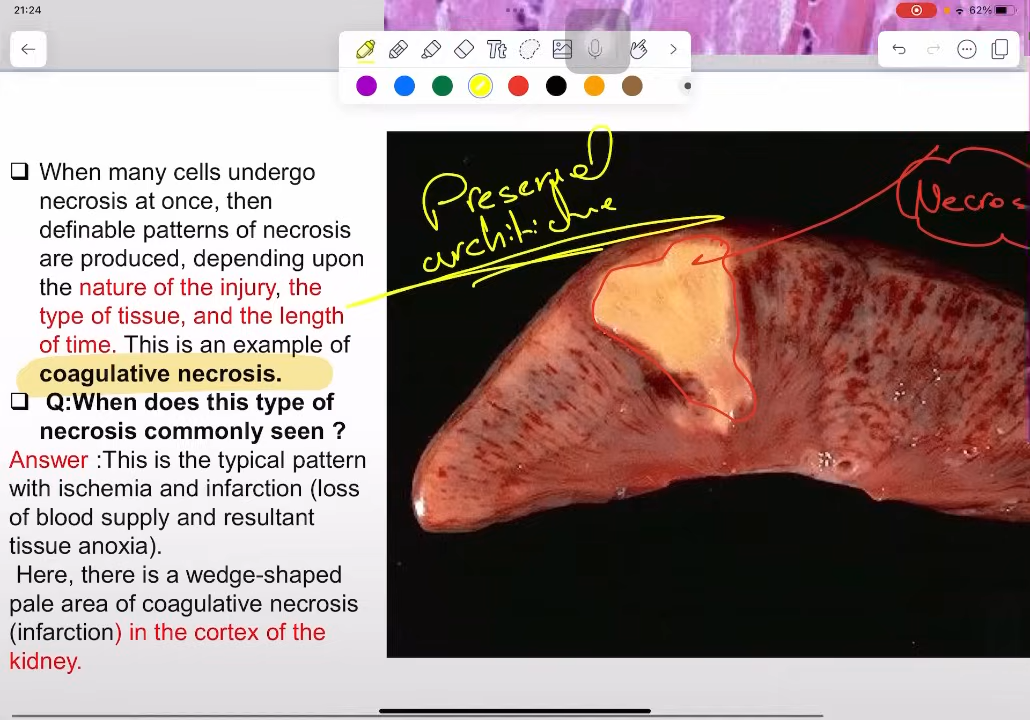 21:24
62%
Tt
When many cells undergo
necrosis at once, then
definable patterns of necrosis
are produced, depending upon
the nature of the injury, the
type of tissue, and the length
of time. This is an example of
coagulative necrosis.
Q:When does this type of
necrosis commonly seen ?
Answer :This is the typical pattern
with ischemia and infarction (loss
of blood supply and resultant
tissue anoxia).
Here, there is a wedge-shaped
pale area of coagulative necrosis
(infarction) in the cortex of the
kidney.
Preserved
Necros